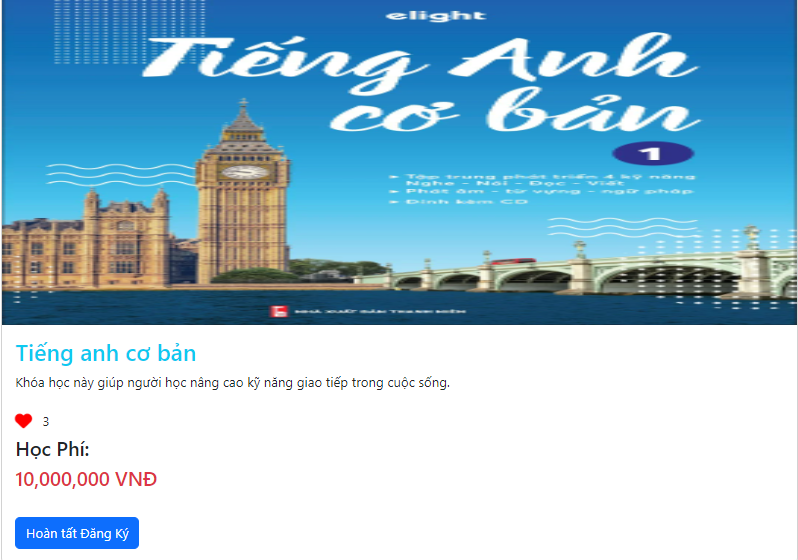 elight
Tiếng Anh
cơ bản
1
Tập trung phát triển 4 kỹ năng
Nghe - Nói - Đọc - Viết
Phát âm - từ vựng - ngữ pháp
Đính kèm CD
NHÀ XUẤT BẢN THANH NIÊN
Tiếng anh cơ bản
Khóa học này giúp người học nâng cao kỹ năng giao tiếp trong cuộc sống.
3
Học Phí:
10,000,000 VNĐ
Hoàn tất Đăng Ký